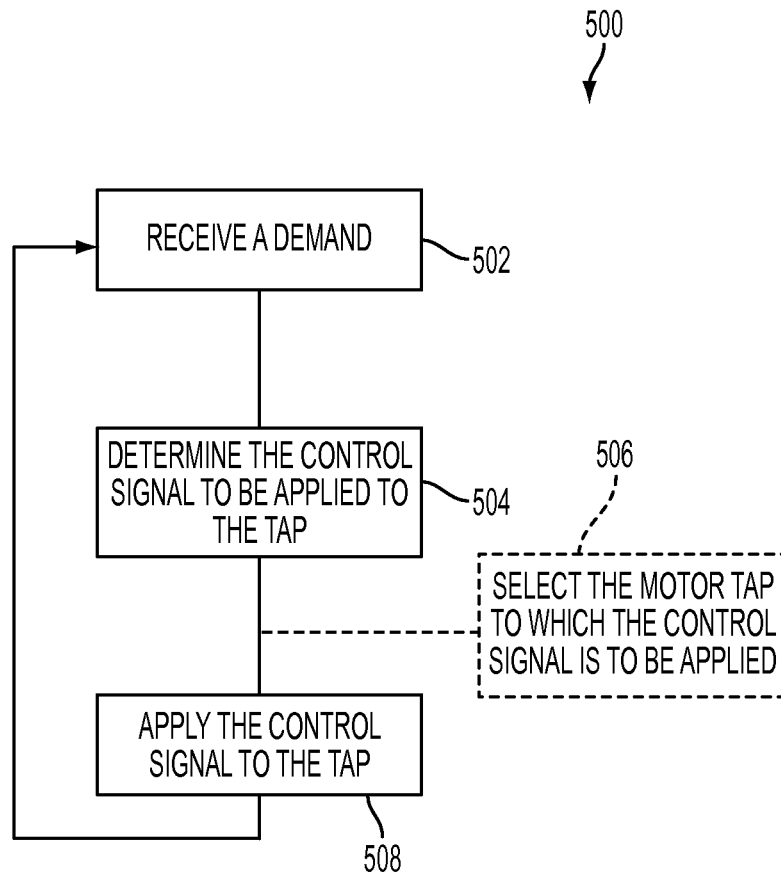 500
RECEIVE A DEMAND
502
DETERMINE THE CONTROL
SIGNAL TO BE APPLIED TO
THE TAP
504
506
SELECT THE MOTOR TAP
TO WHICH THE CONTROL
SIGNAL IS TO BE APPLIED
APPLY THE CONTROL
SIGNAL TO THE TAP
508